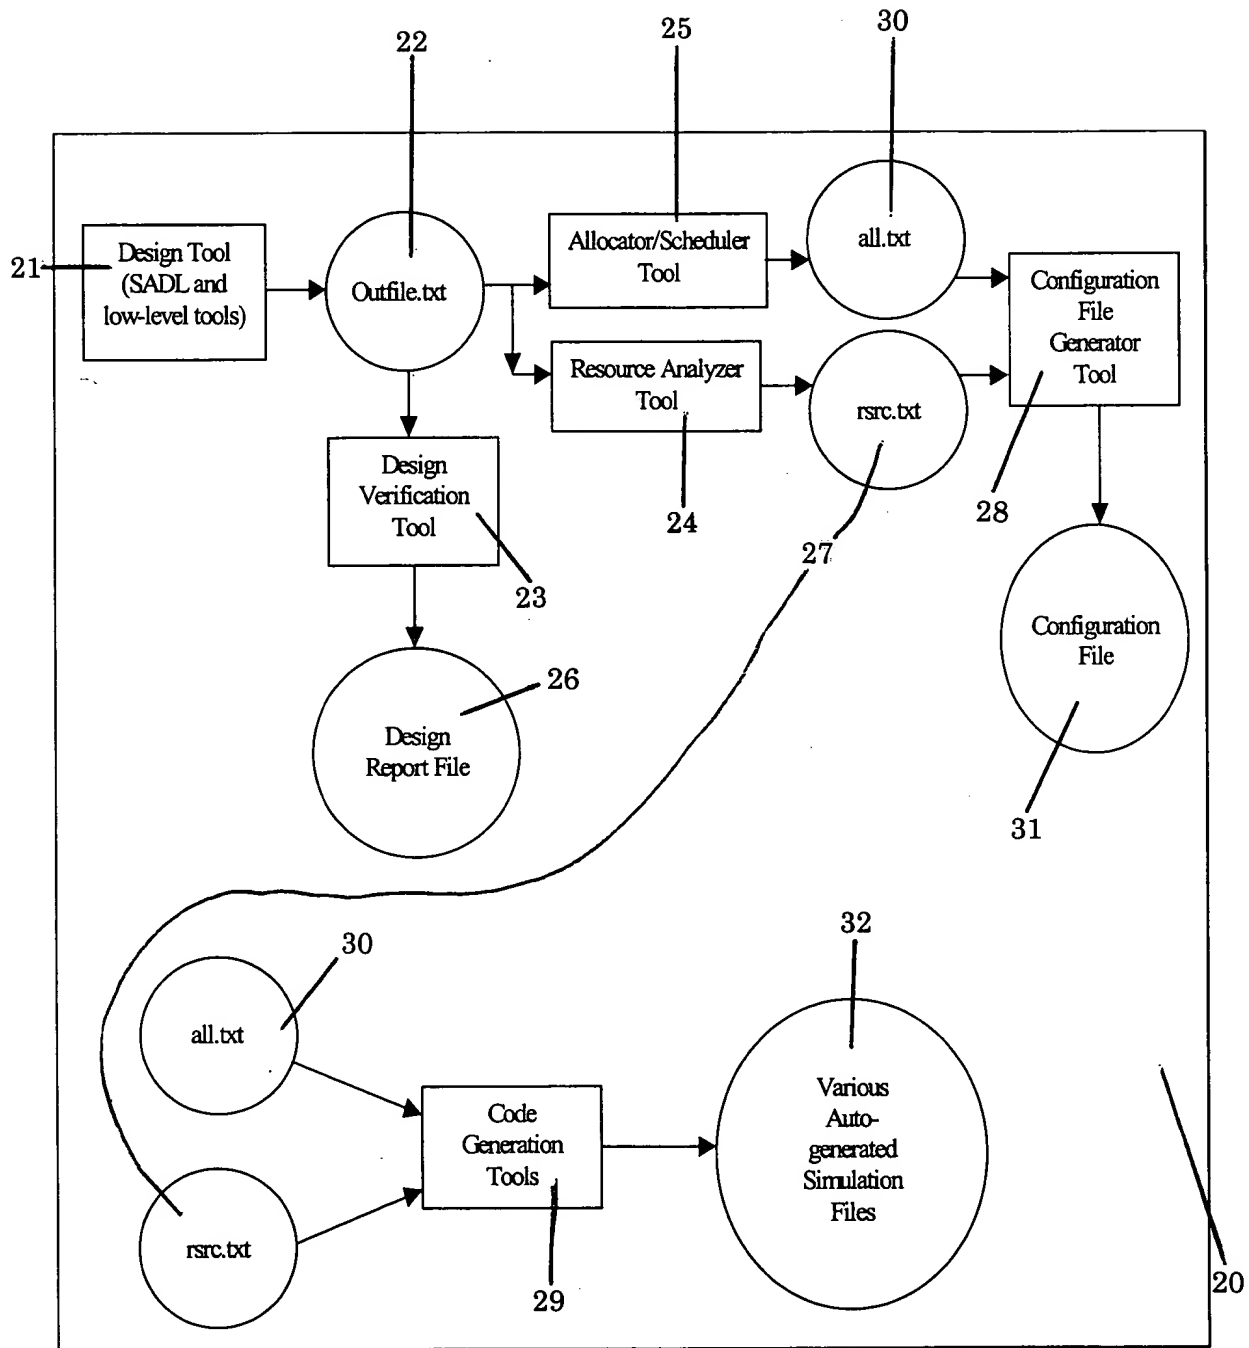 25
30
22
21
Design Tool
(SADL and
low-level tools)
Outfile.txt
Allocator/Scheduler
Tool
all.txt
Configuration
File
Generator
Tool
Resource Analyzer
Tool
rsrc.txt
28
24
27
Design
Verification
Tool
23
Configuration
File
31
26
Design
Report File
30
32
all.txt
Code
Generation
Tools
Various
Auto-
generated
Simulation
Files
rsrc.txt
29
20